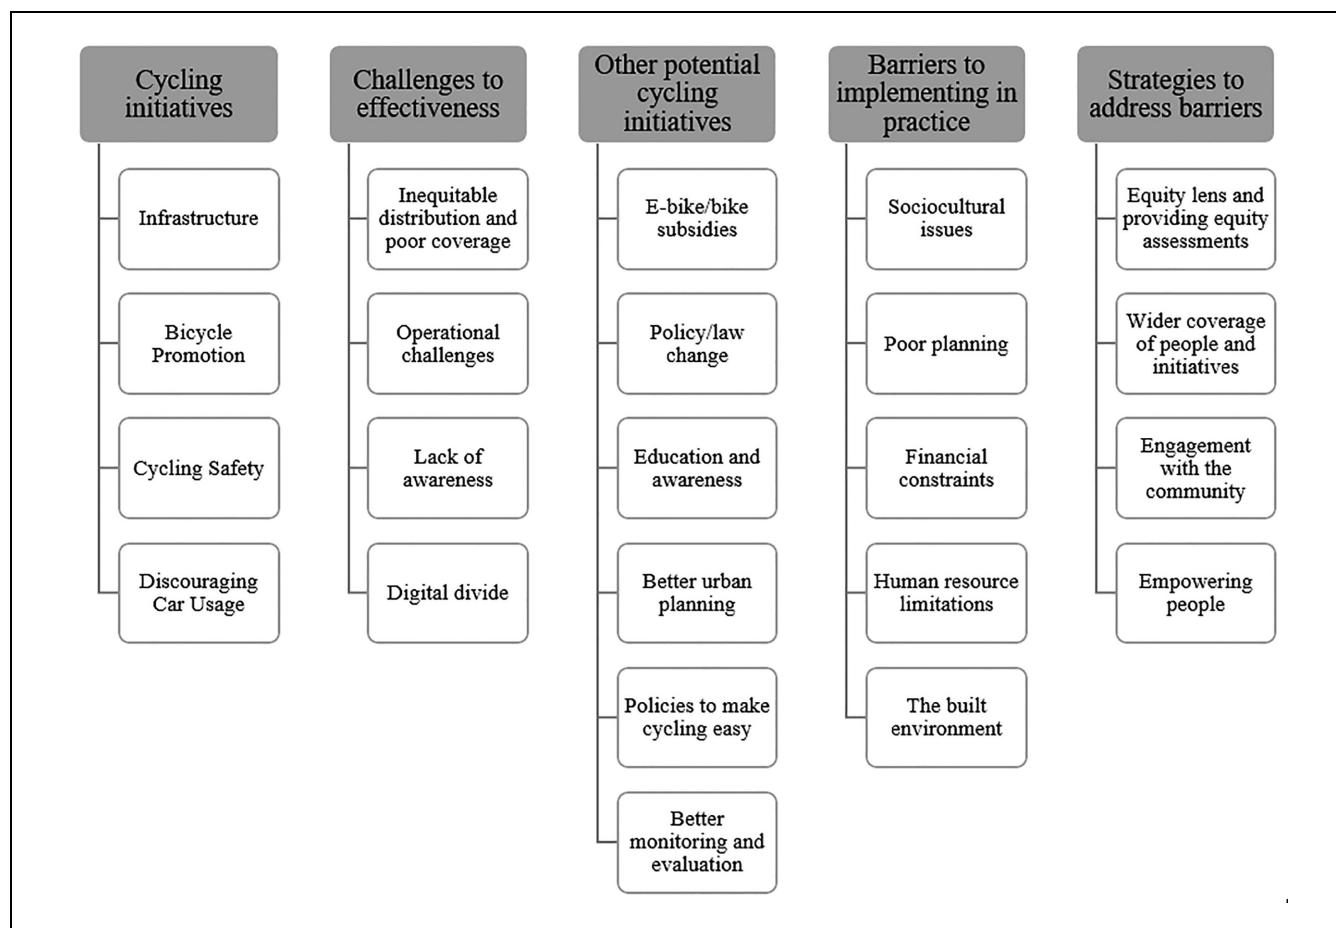 Cycling
initiatives
Infrastructure
Bicycle
Promotion
Cycling Safety
Discouraging
Car Usage
Challenges to
effectiveness
Inequitable
distribution and
poor coverage
Operational
challenges
Lack of
awareness
Digital divide
Other potential
cycling
initiatives
E-bike/bike
subsidies
Policy/law
change
Education and
awareness
Better urban
planning
Policies to make
cycling easy
Better
monitoring and
evaluation
Barriers to
implementing in
practice
Sociocultural
issues
Poor planning
Financial
constraints
Human resource
limitations
The built
environment
Strategies to
address barriers
Equity lens and
providing equity
assessments
Wider coverage
of people and
initiatives
Engagement
with the
community
Empowering
people